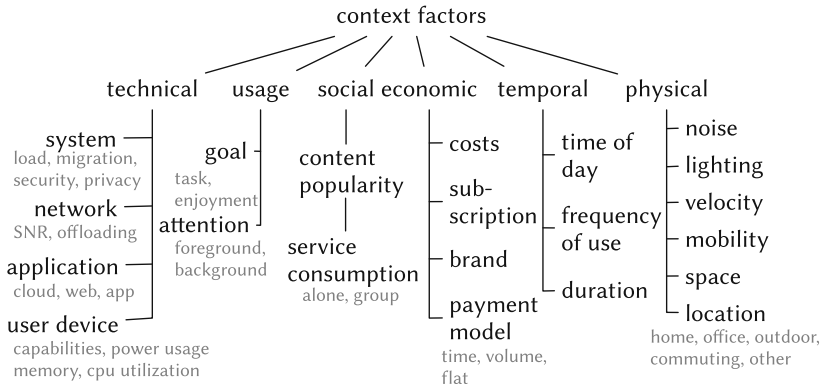 context factors
technical
usage
social
economic
temporal
physical
system
load, migration,
security, privacy
network
SNR, offloading
application
cloud, web, app
user device
capabilities, power usage
memory, cpu utilization
goal
task,
enjoyment
attention
foreground,
background
content
popularity
service
consumption
alone, group
costs
sub-
scription
brand
payment
model
time, volume,
flat
time of
day
frequency
of use
duration
noise
lighting
velocity
mobility
space
location
home, office, outdoor,
commuting, other